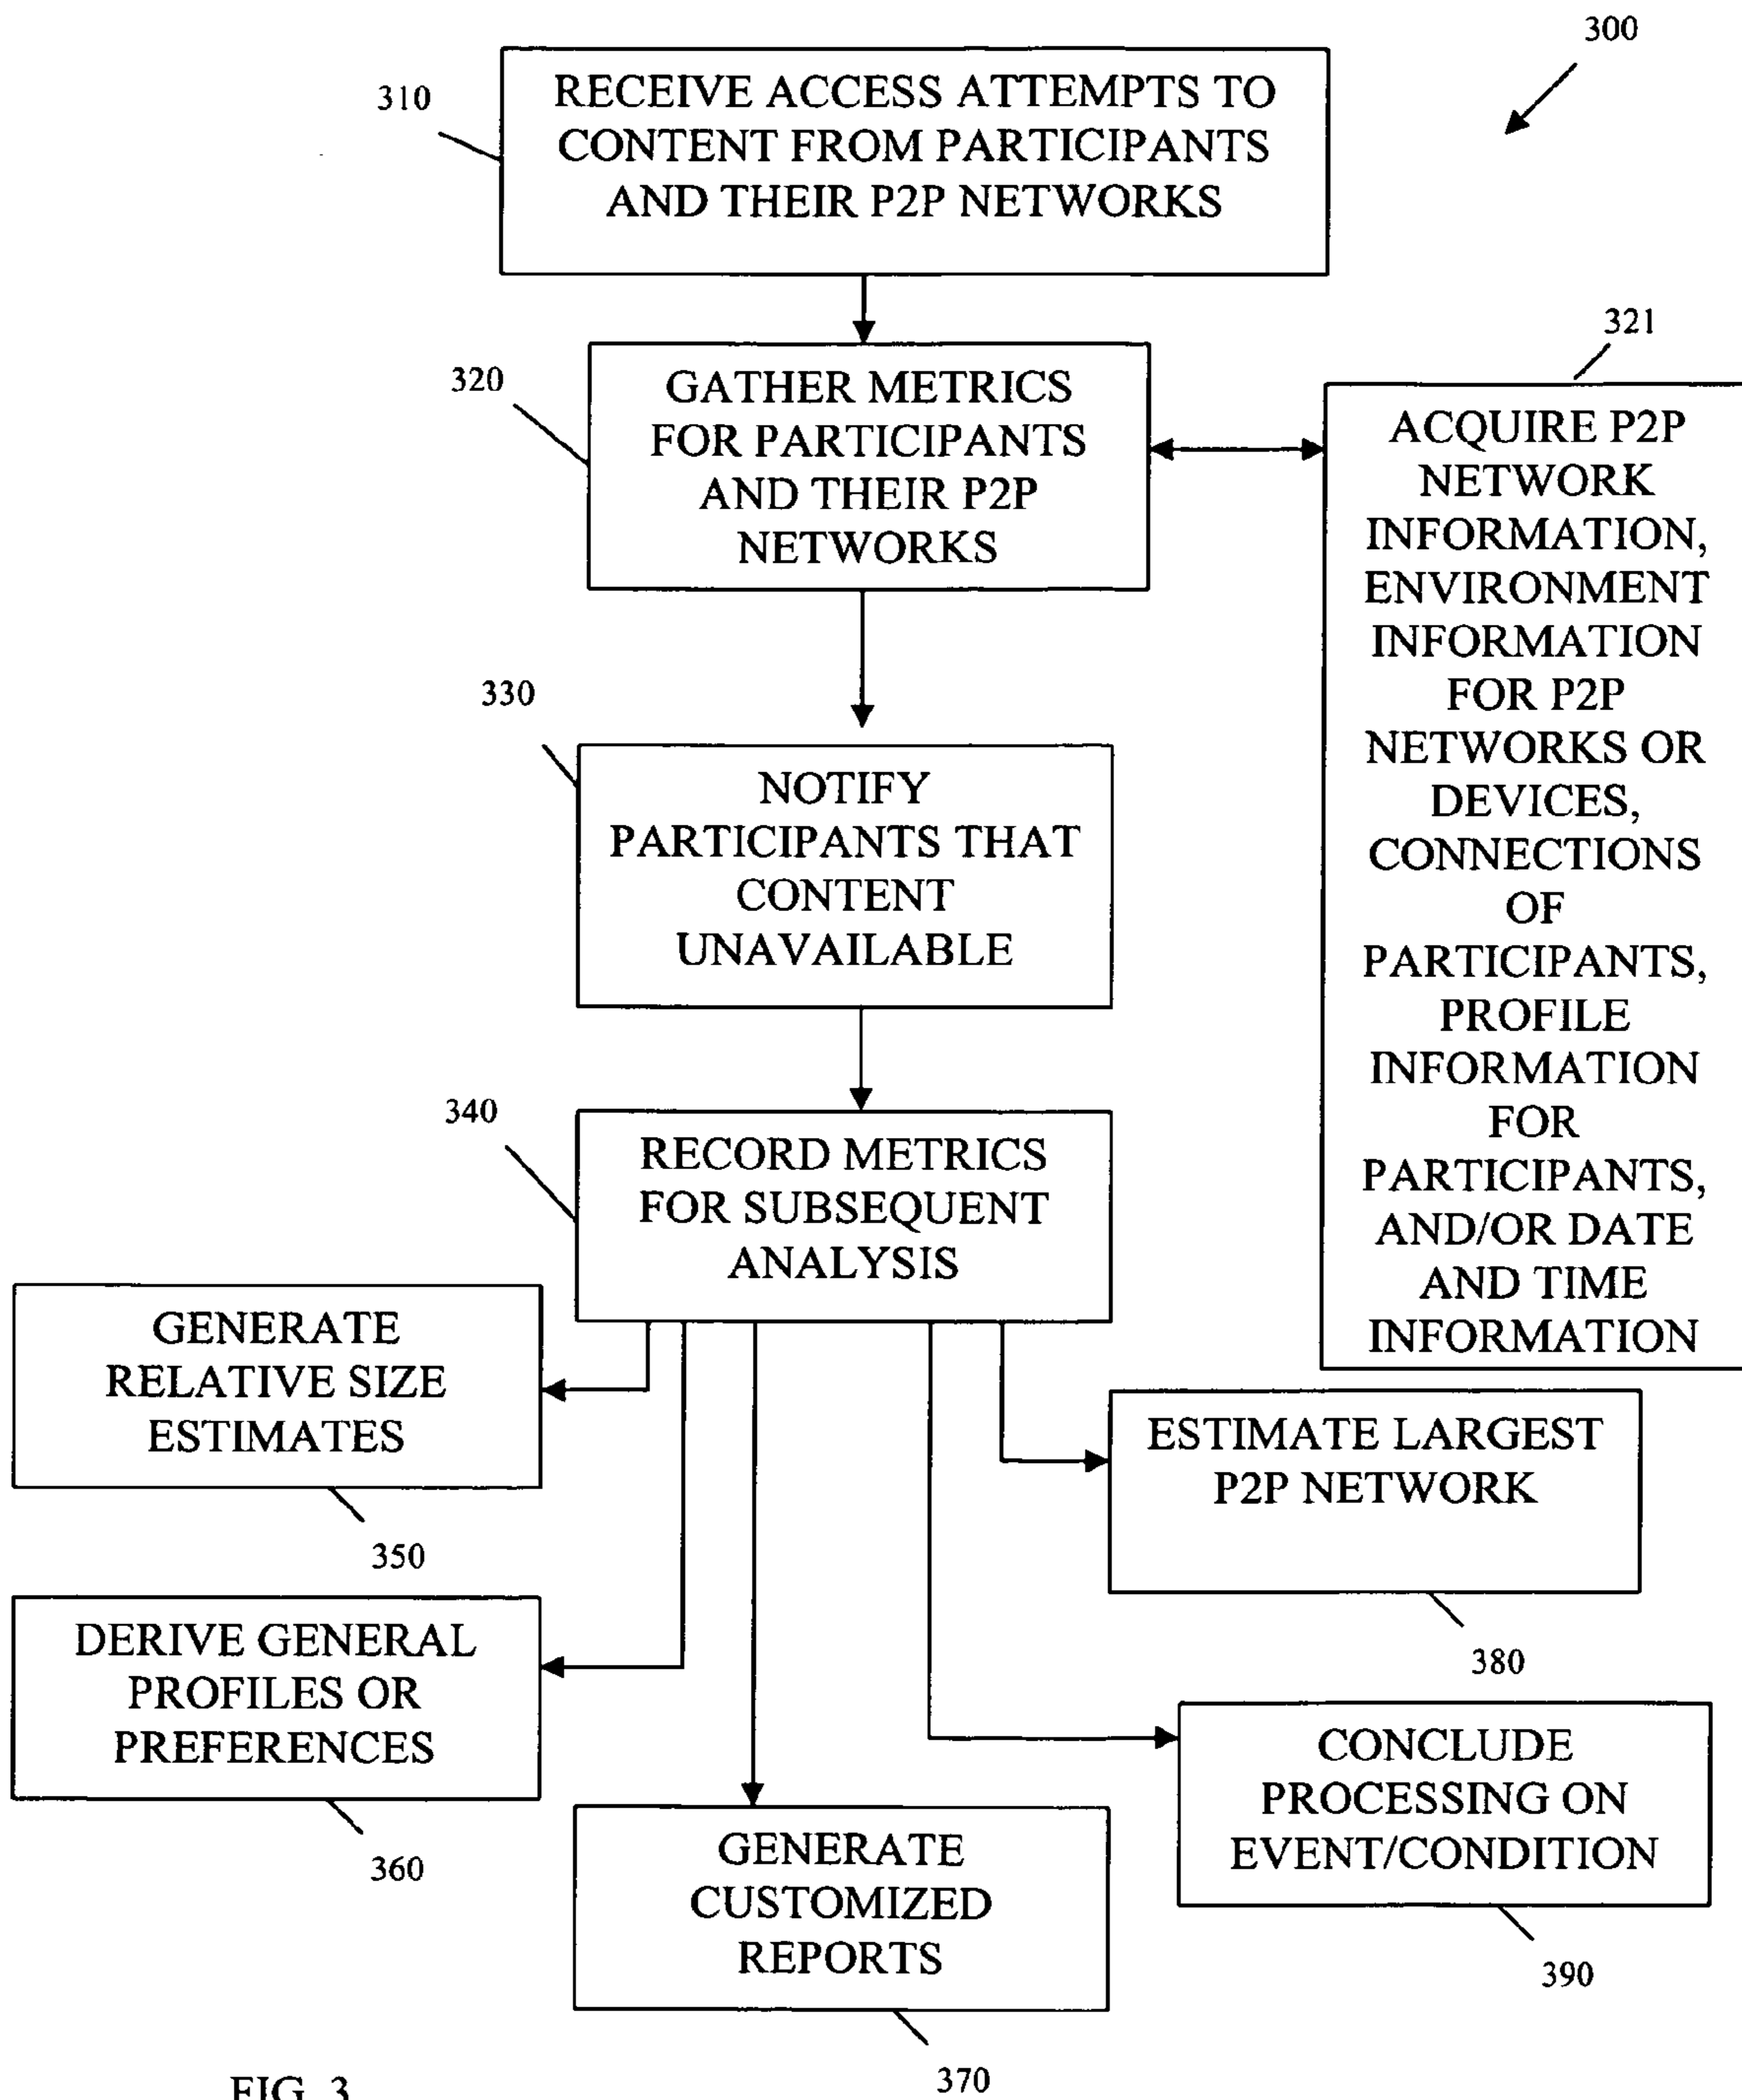 300
310
RECEIVE ACCESS ATTEMPTS TO
CONTENT FROM PARTICIPANTS
AND THEIR P2P NETWORKS
320
GATHER METRICS
FOR PARTICIPANTS
AND THEIR P2P
NETWORKS
321
ACQUIRE P2P
NETWORK
INFORMATION,
ENVIRONMENT
INFORMATION
FOR P2P
NETWORKS OR
DEVICES,
CONNECTIONS
OF
PARTICIPANTS,
PROFILE
INFORMATION
FOR
PARTICIPANTS,
AND/OR DATE
AND TIME
INFORMATION
330
NOTIFY
PARTICIPANTS THAT
CONTENT
UNAVAILABLE
340
RECORD METRICS
FOR SUBSEQUENT
ANALYSIS
GENERATE
RELATIVE SIZE
ESTIMATES
350
ESTIMATE LARGEST
P2P NETWORK
380
DERIVE GENERAL
PROFILES OR
PREFERENCES
360
CONCLUDE
PROCESSING ON
EVENT/CONDITION
390
GENERATE
CUSTOMIZED
REPORTS
370
FIG. 3